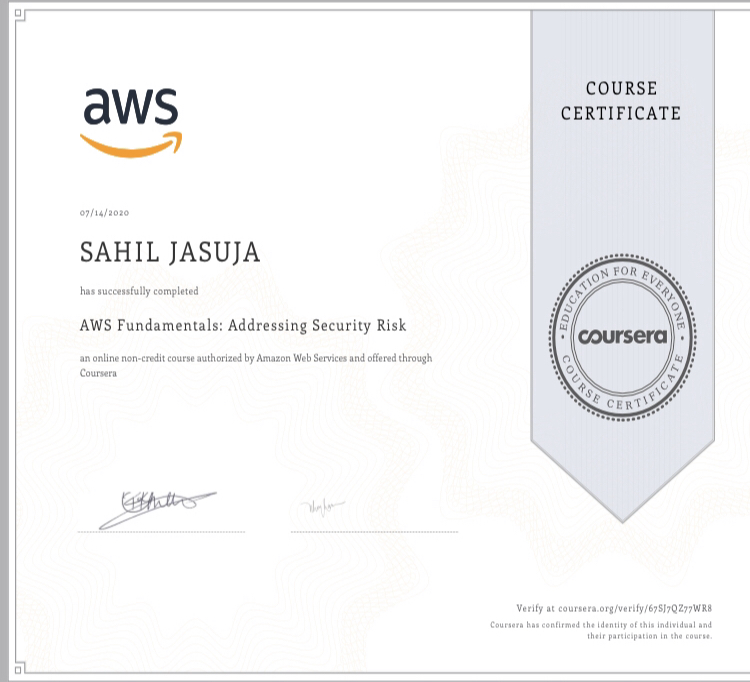 aws
07/14/2020
SAHIL JASUJA
has successfully completed
AWS Fundamentals: Addressing Security Risk
an online non-credit course authorized by Amazon Web Services and offered through
Coursera
COURSE
CERTIFICATE
EDUCATION FOR EVERYONE
coursera
COURSE CERTIFICATE
Verify at coursera.org/verify/67SJ7QZ77WR8
Coursera has confirmed the identity of this individual and
their participation in the course.